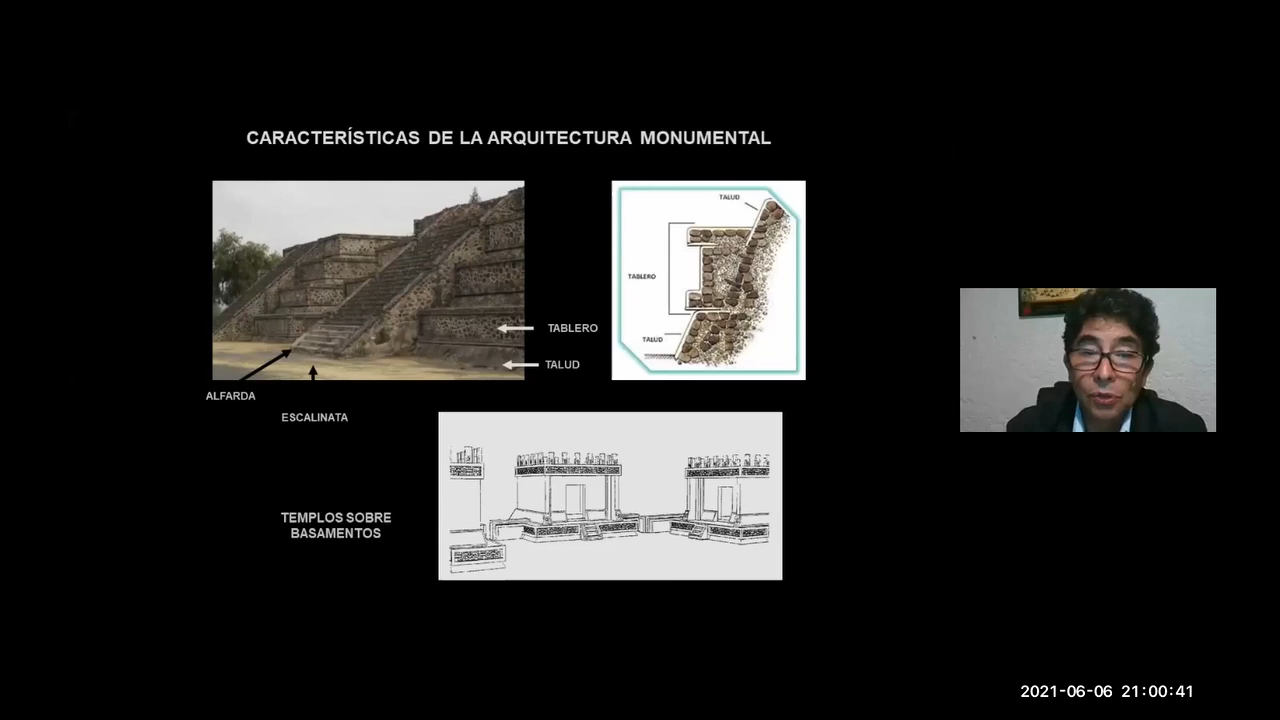 CARACTERÍSTICAS DE LA ARQUITECTURA MONUMENTAL
TALUD
TABLERO
TALUD
TABLERO
TALUD
ALFARDA
ESCALINATA
TEMPLOS SOBRE
BASAMENTOS
2021-06-06 21:00:41